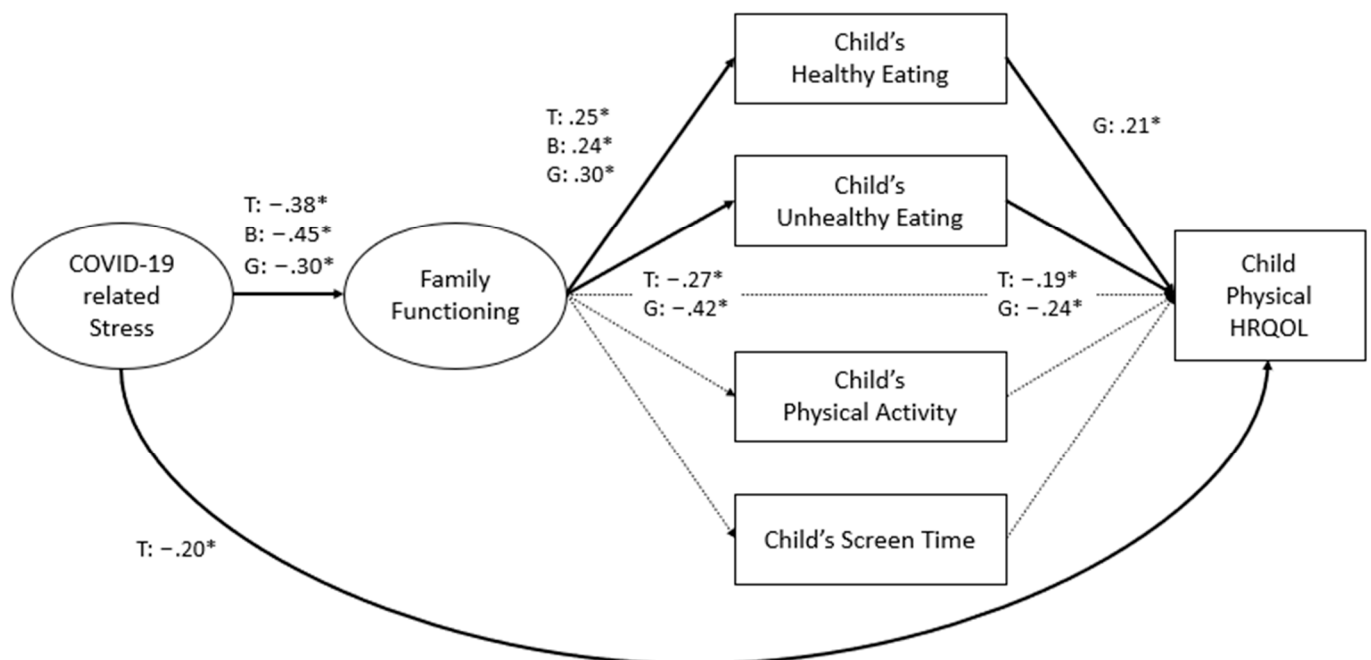 Child's
Healthy Eating
T: .25*
B: .24*
G: .30*
G: .21*
Child's
Unhealthy Eating
T: −.38*
B: −.45*
G: −.30*
COVID-19
related
Stress
Family
Functioning
T: −.27*
G: −.42*
T: −.19*
G: −.24*
Child
Physical
HRQOL
Child's
Physical Activity
Child's Screen Time
T: −.20*